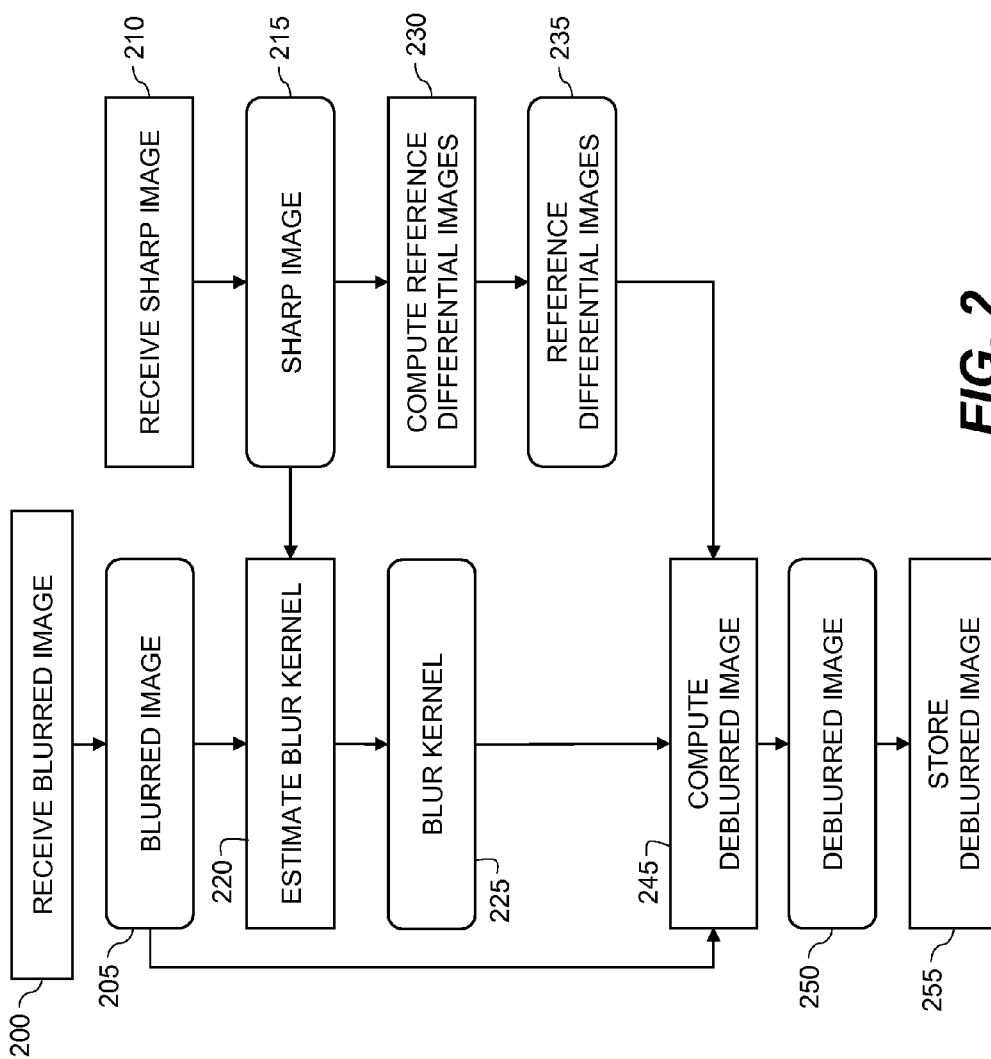 200
RECEIVE BLURRED IMAGE
205
BLURRED IMAGE
220
ESTIMATE BLUR KERNEL
225
BLUR KERNEL
210
RECEIVE SHARP IMAGE
215
SHARP IMAGE
230
COMPUTE REFERENCE
DIFFERENTIAL IMAGES
235
REFERENCE
DIFFERENTIAL IMAGES
245
COMPUTE
DEBLURRED IMAGE
250
DEBLURRED IMAGE
255
STORE
DEBLURRED IMAGE
FIG. 2